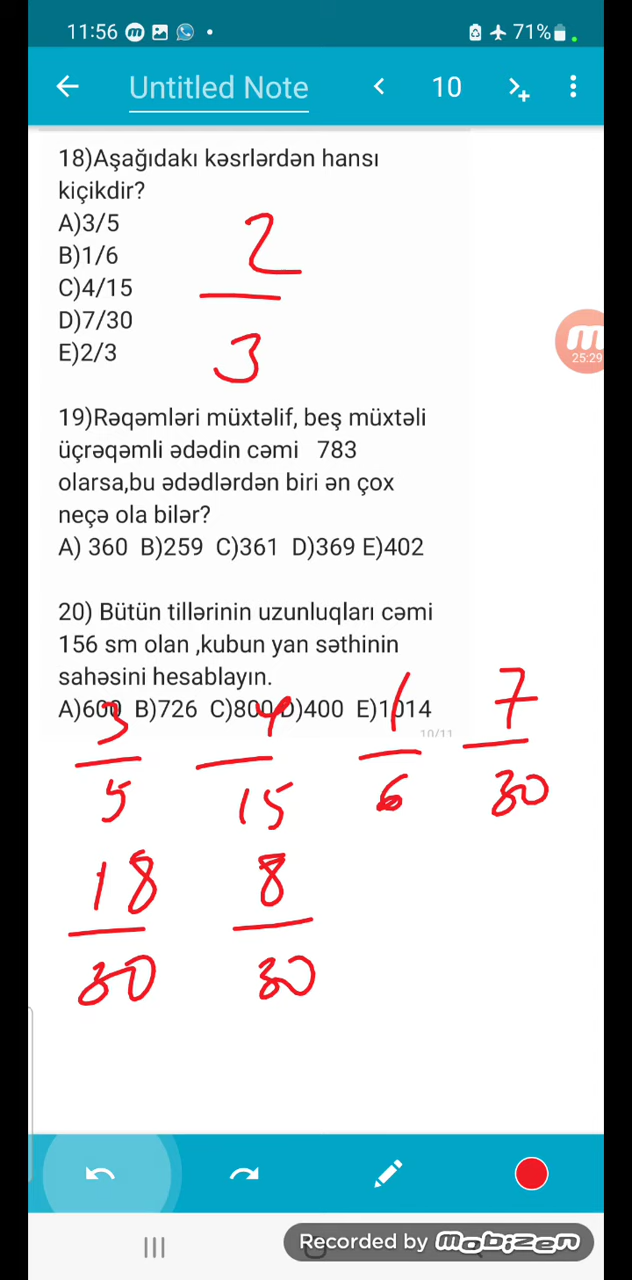 11:56
71%
Untitled Note
10
18)Aşağıdakı kəsrlərdən hansı
kiçikdir?
A)3/5
B)1/6
C)4/15
D)7/30
E)2/3
2
3
25:29
19)Rəqəmləri müxtəlif, beş müxtəli
üçrəqəmli ədədin cəmi 783
olarsa,bu ədədlərdən biri ən çox
neçə ola bilər?
A) 360 B)259 C)361 D)369 E)402
20) Bütün tillərinin uzunluqları cəmi
156 sm olan ,kubun yan səthinin
sahəsini hesablayın.
A)600 B)726 C)800 D)400 E)1014
10/11
3 4 1 7
5 15 6 30
18 8
30 30
Recorded by mobizen